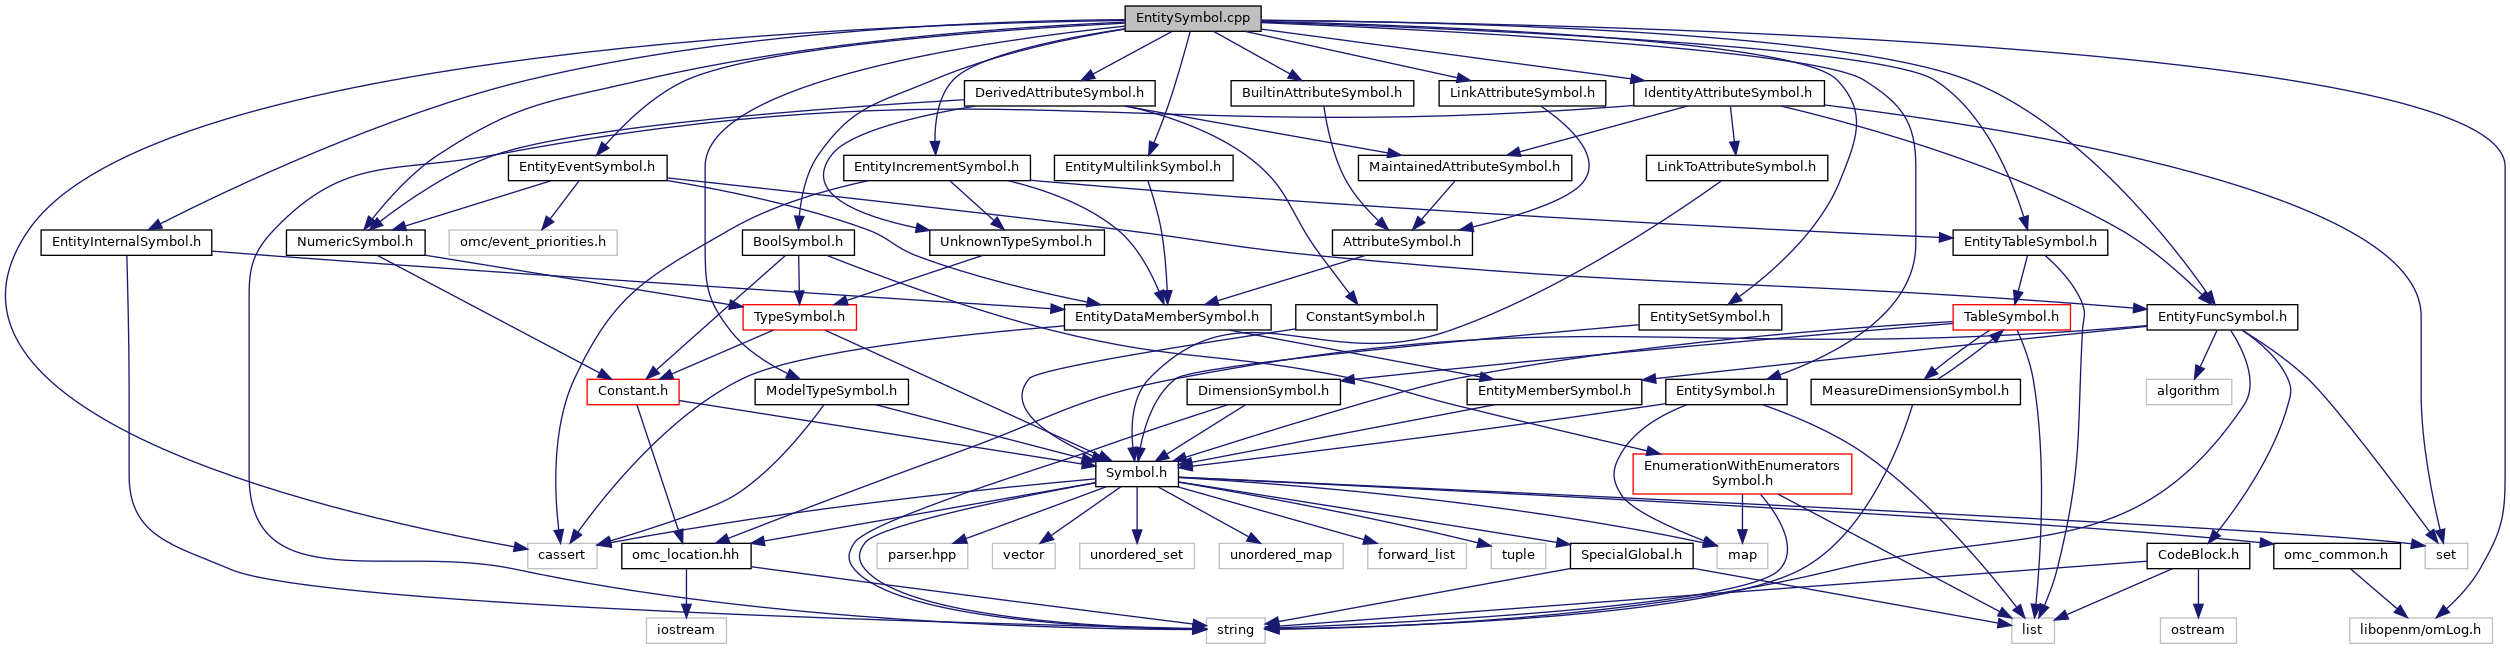 EntitySymbol.cpp
DerivedAttributeSymbol.h
BuiltinAttributeSymbol.h
LinkAttributeSymbol.h
IdentityAttributeSymbol.h
EntityEventSymbol.h
EntityIncrementSymbol.h
EntityMultilinkSymbol.h
MaintainedAttributeSymbol.h
LinkToAttributeSymbol.h
EntityInternalSymbol.h
NumericSymbol.h
omc/event_priorities.h
BoolSymbol.h
UnknownTypeSymbol.h
AttributeSymbol.h
EntityTableSymbol.h
TypeSymbol.h
EntityDataMemberSymbol.h
ConstantSymbol.h
EntitySetSymbol.h
TableSymbol.h
EntityFuncSymbol.h
Constant.h
ModelTypeSymbol.h
DimensionSymbol.h
EntityMemberSymbol.h
EntitySymbol.h
MeasureDimensionSymbol.h
algorithm
Symbol.h
EnumerationWithEnumerators
Symbol.h
cassert
omc_location.hh
parser.hpp
vector
unordered_set
unordered_map
forward_list
tuple
SpecialGlobal.h
map
CodeBlock.h
omc_common.h
set
iostream
string
list
ostream
libopenm/omLog.h